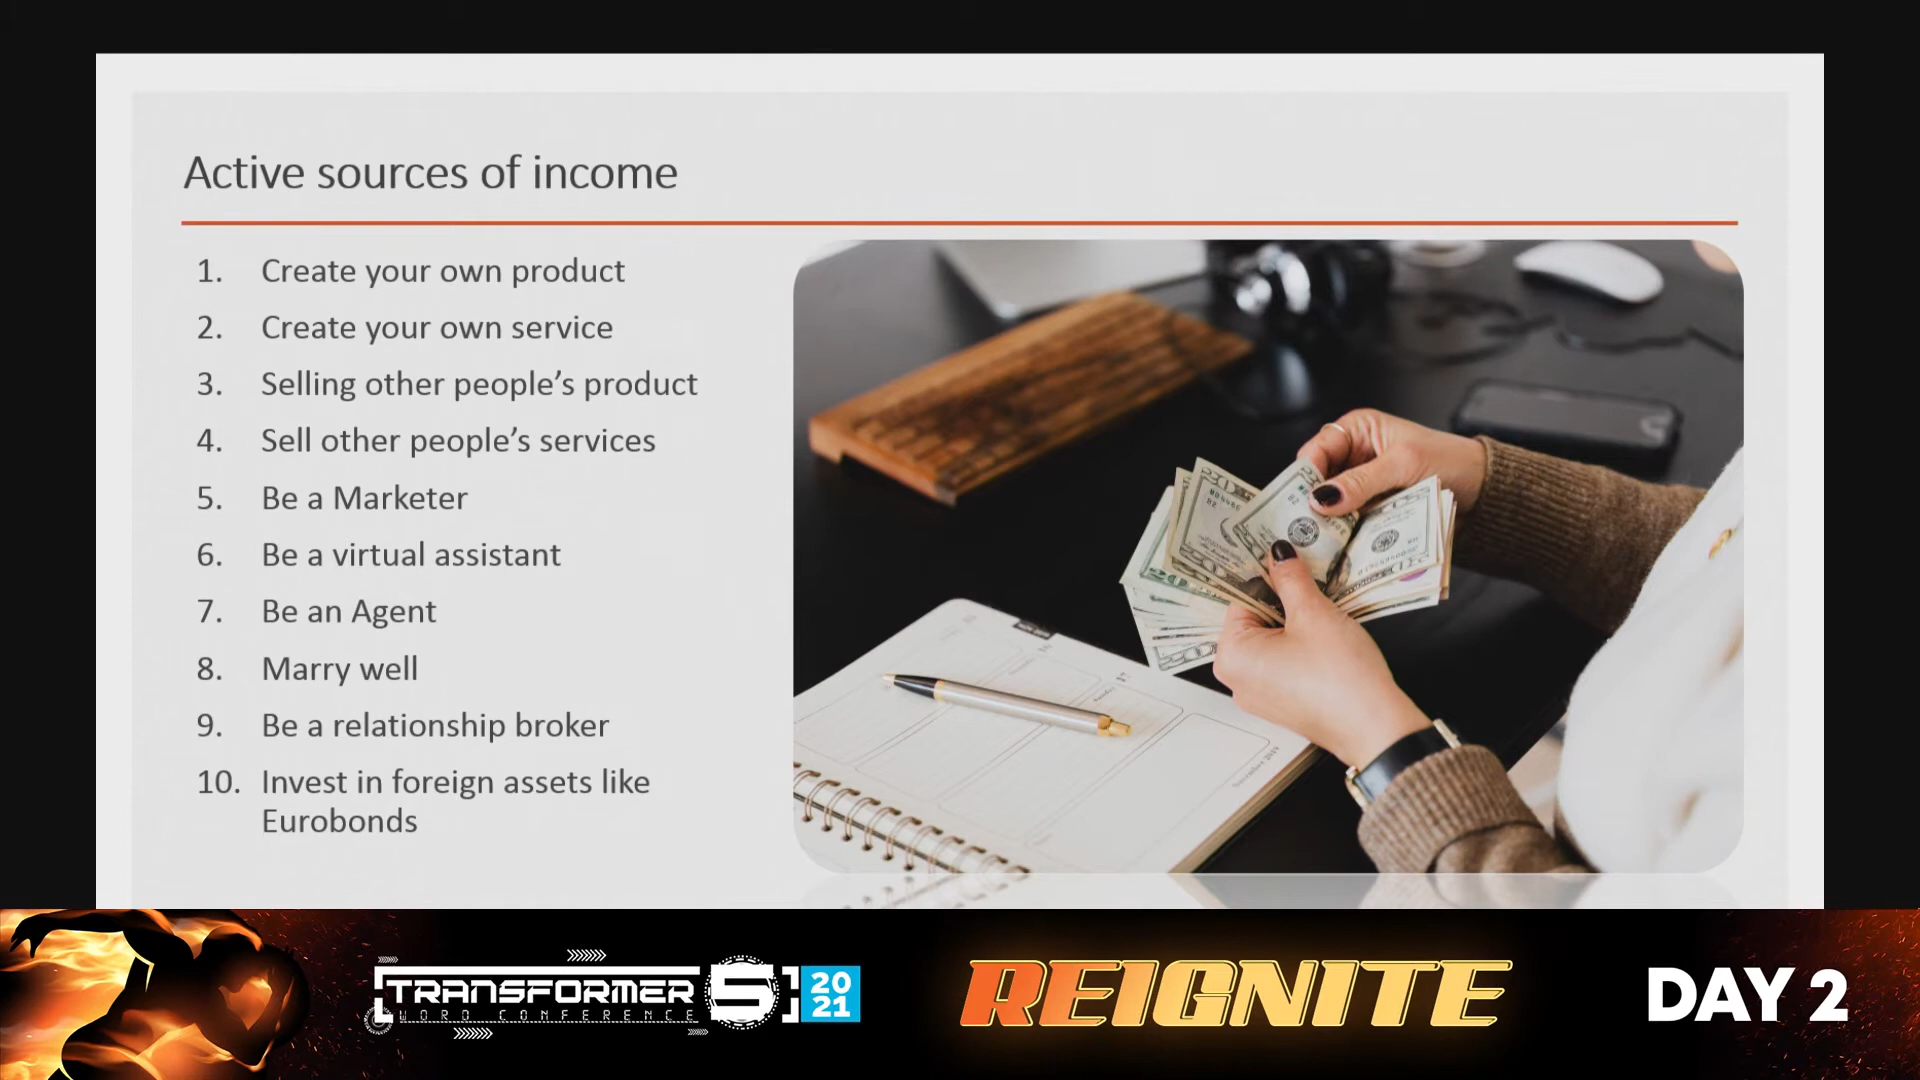 Active sources of income
1. Create your own product
2. Create your own service
3. Selling other people’s product
4. Sell other people’s services
5. Be a Marketer
6. Be a virtual assistant
7. Be an Agent
8. Marry well
9. Be a relationship broker
10. Invest in foreign assets like
Eurobonds
20
TRANSFORMER 5 2021
WORD CONFERENCE
REIGNITE
DAY 2